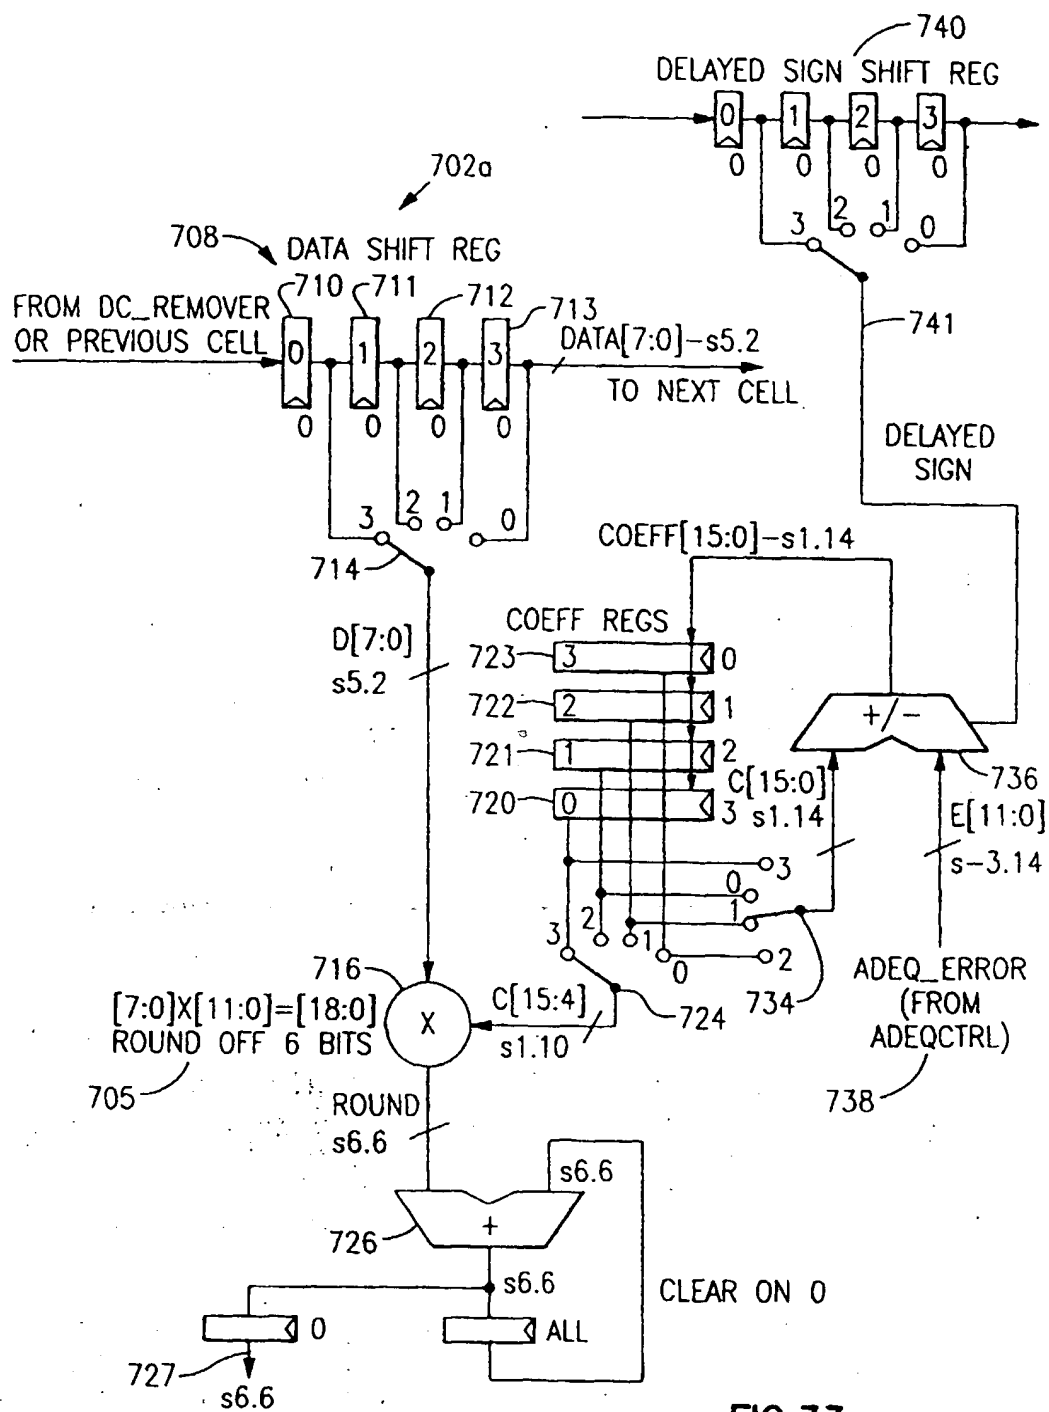 740
DELAYED SIGN SHIFT REG
0 1 2 3
0 0 0 0
3 2 1 0
702a
708
DATA SHIFT REG
710 711 712 713
FROM DC_REMOVER
OR PREVIOUS CELL
0 1 2 3
0 0 0 0
DATA[7:0]-s5.2
TO NEXT CELL
741
DELAYED
SIGN
3 2 1 0
714
COEFF[15:0]-s1.14
D[7:0]
s5.2
COEFF REGS
723 3 0
722 2 1
721 1 2
720 0 3
+/-
736
C[15:0]
s1.14
E[11:0]
s-3.14
3
0
1
2
3 2 1 0
734
724
ADEQ_ERROR
(FROM
ADEQCTRL)
738
716
[7:0]X[11:0]=[18:0]
ROUND OFF 6 BITS
705
X
C[15:4]
s1.10
ROUND
s6.6
s6.6
726
+
s6.6
CLEAR ON 0
0
ALL
727
s6.6